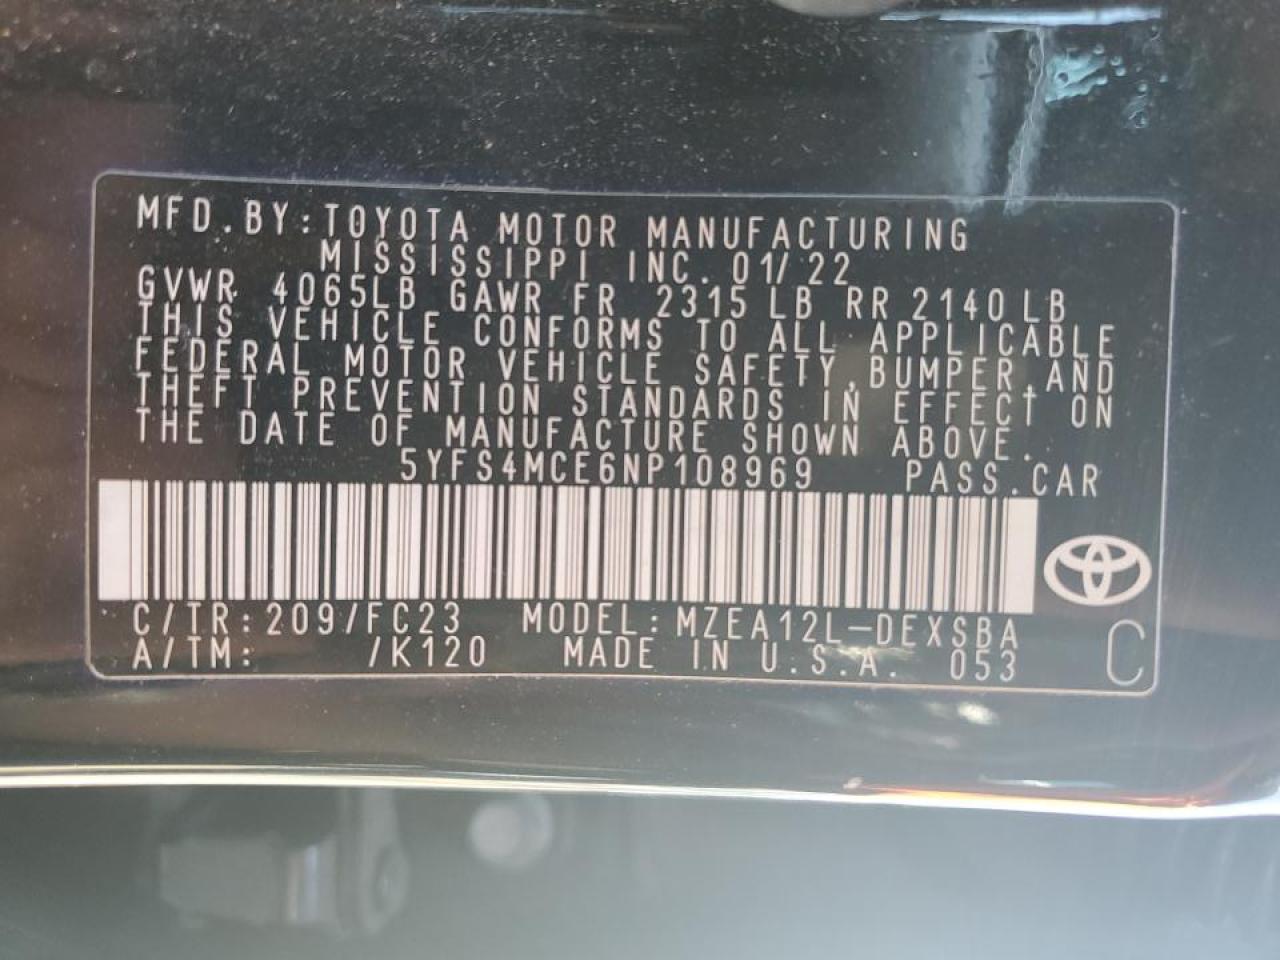 MFD.BY:TOYOTA MOTOR MANUFACTURING
MISSISSIPPI INC. 01/22
GVWR 4065LB GAWR FR 2315 LB RR 2140 LB
THIS VEHICLE CONFORMS TO ALL APPLICABLE
FEDERAL MOTOR VEHICLE SAFETY,BUMPER,AND
THEFT PREVENTION STANDARDS IN EFFECT ON
THE DATE OF MANUFACTURE SHOWN ABOVE.
5YFS4MCE6NP108969 PASS.CAR
C/TR:209/FC23 MODEL:MZEA12L-DEXSBA
A/TM: /K120 MADE IN U.S.A. 053 C